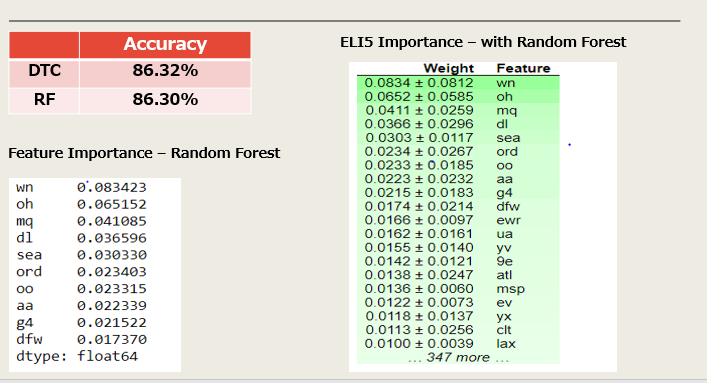 Accuracy
DTC 86.32%
RF 86.30%
Feature Importance – Random Forest
wn 0.083423
oh 0.065152
mq 0.041085
dl 0.036596
sea 0.030330
ord 0.023403
oo 0.023315
aa 0.022339
g4 0.021522
dfw 0.017370
dtype: float64
ELI5 Importance – with Random Forest
Weight Feature
0.0834 ± 0.0812 wn
0.0652 ± 0.0585 oh
0.0411 ± 0.0259 mq
0.0366 ± 0.0296 dl
0.0303 ± 0.0117 sea
0.0234 ± 0.0267 ord
0.0233 ± 0.0185 oo
0.0223 ± 0.0232 aa
0.0215 ± 0.0183 g4
0.0174 ± 0.0214 dfw
0.0166 ± 0.0097 ewr
0.0162 ± 0.0161 ua
0.0155 ± 0.0140 yv
0.0142 ± 0.0121 9e
0.0138 ± 0.0247 atl
0.0136 ± 0.0060 msp
0.0122 ± 0.0073 ev
0.0118 ± 0.0137 yx
0.0113 ± 0.0256 clt
0.0100 ± 0.0039 lax
... 347 more ...